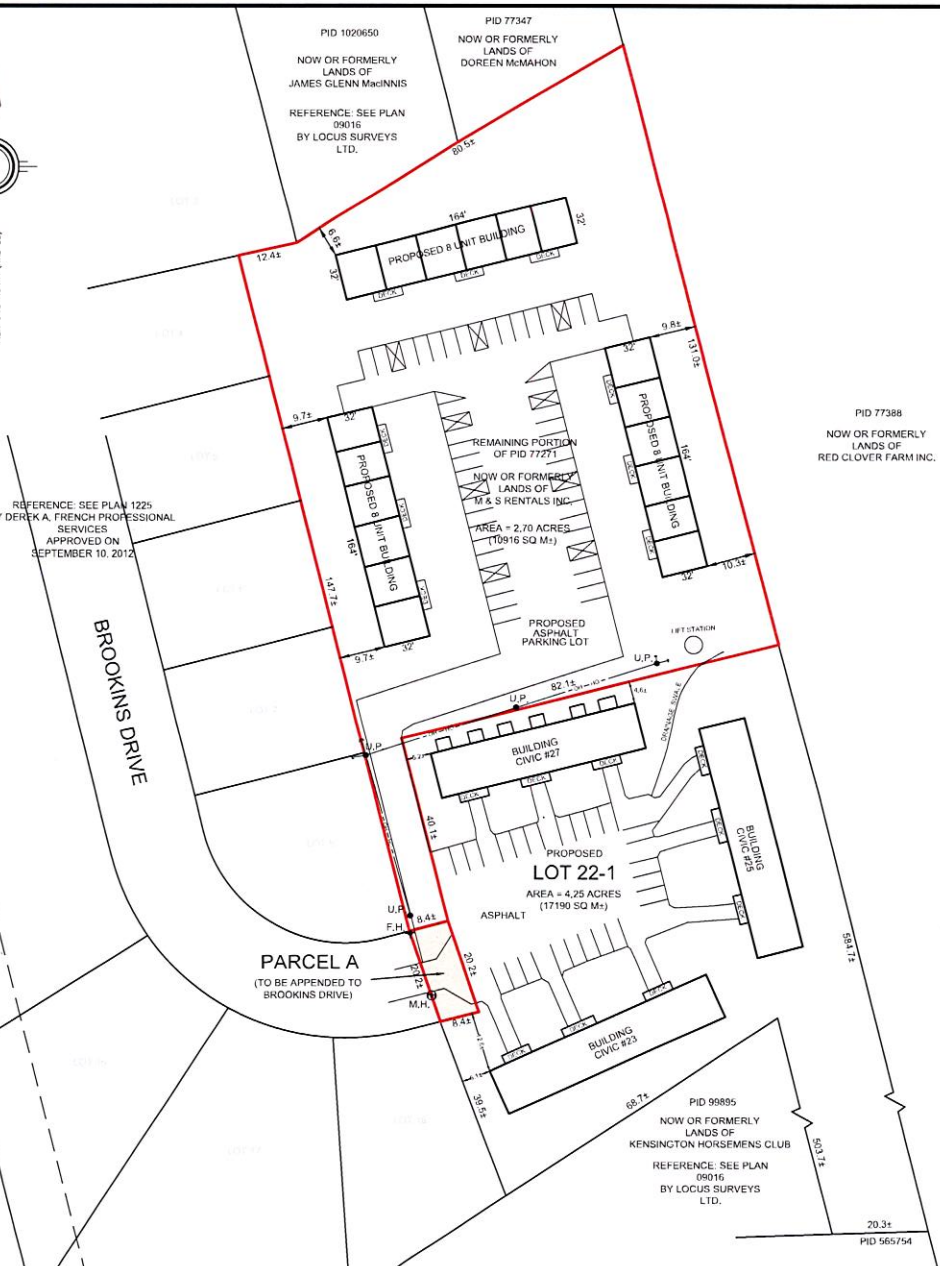 PID 1020650
NOW OR FORMERLY
LANDS OF
JAMES GLENN MacINNIS
REFERENCE: SEE PLAN
09016
BY LOCUS SURVEYS
LTD.
PID 77347
NOW OR FORMERLY
LANDS OF
DOREEN McMAHON
80.5±
12.4±
6.6±
164'
32'
32'
PROPOSED 8 UNIT BUILDING
DECK
DECK
DECK
9.8±
131.0±
32'
DECK
PROPOSED 8 UNIT BUILDING
164'
DECK
DECK
32'
10.3±
9.7±
32'
DECK
PROPOSED 8 UNIT BUILDING
DECK
164'
DECK
9.7±
32'
147.7±
REMAINING PORTION
OF PID 77271
NOW OR FORMERLY
LANDS OF
M & S RENTALS INC.
AREA = 2.70 ACRES
(10916 SQ M±)
PID 77388
NOW OR FORMERLY
LANDS OF
RED CLOVER FARM INC.
REFERENCE: SEE PLAN 1225
Y DEREK A. FRENCH PROFESSIONAL
SERVICES
APPROVED ON
SEPTEMBER 10, 2012
PROPOSED
ASPHALT
PARKING LOT
LIFT STATION
U.P.
82.1±
U.P.
U.P.
4.6±
DRAINAGE SWALE
BROOKINS DRIVE
BUILDING
CIVIC #27
DECK
DECK
DECK
40.1±
BUILDING
CIVIC #25
DECK
DECK
DECK
PROPOSED
LOT 22-1
AREA = 4.25 ACRES
(17190 SQ M±)
ASPHALT
U.P.
8.4±
F.H.
PARCEL A
(TO BE APPENDED TO
BROOKINS DRIVE)
20.2±
20.2±
M.H.
8.4±
584.7±
BUILDING
CIVIC #23
DECK
DECK
DECK
39.5±
68.7±
PID 99895
NOW OR FORMERLY
LANDS OF
KENSINGTON HORSEMENS CLUB
REFERENCE: SEE PLAN
09016
BY LOCUS SURVEYS
LTD.
503.7±
20.3±
PID 565754